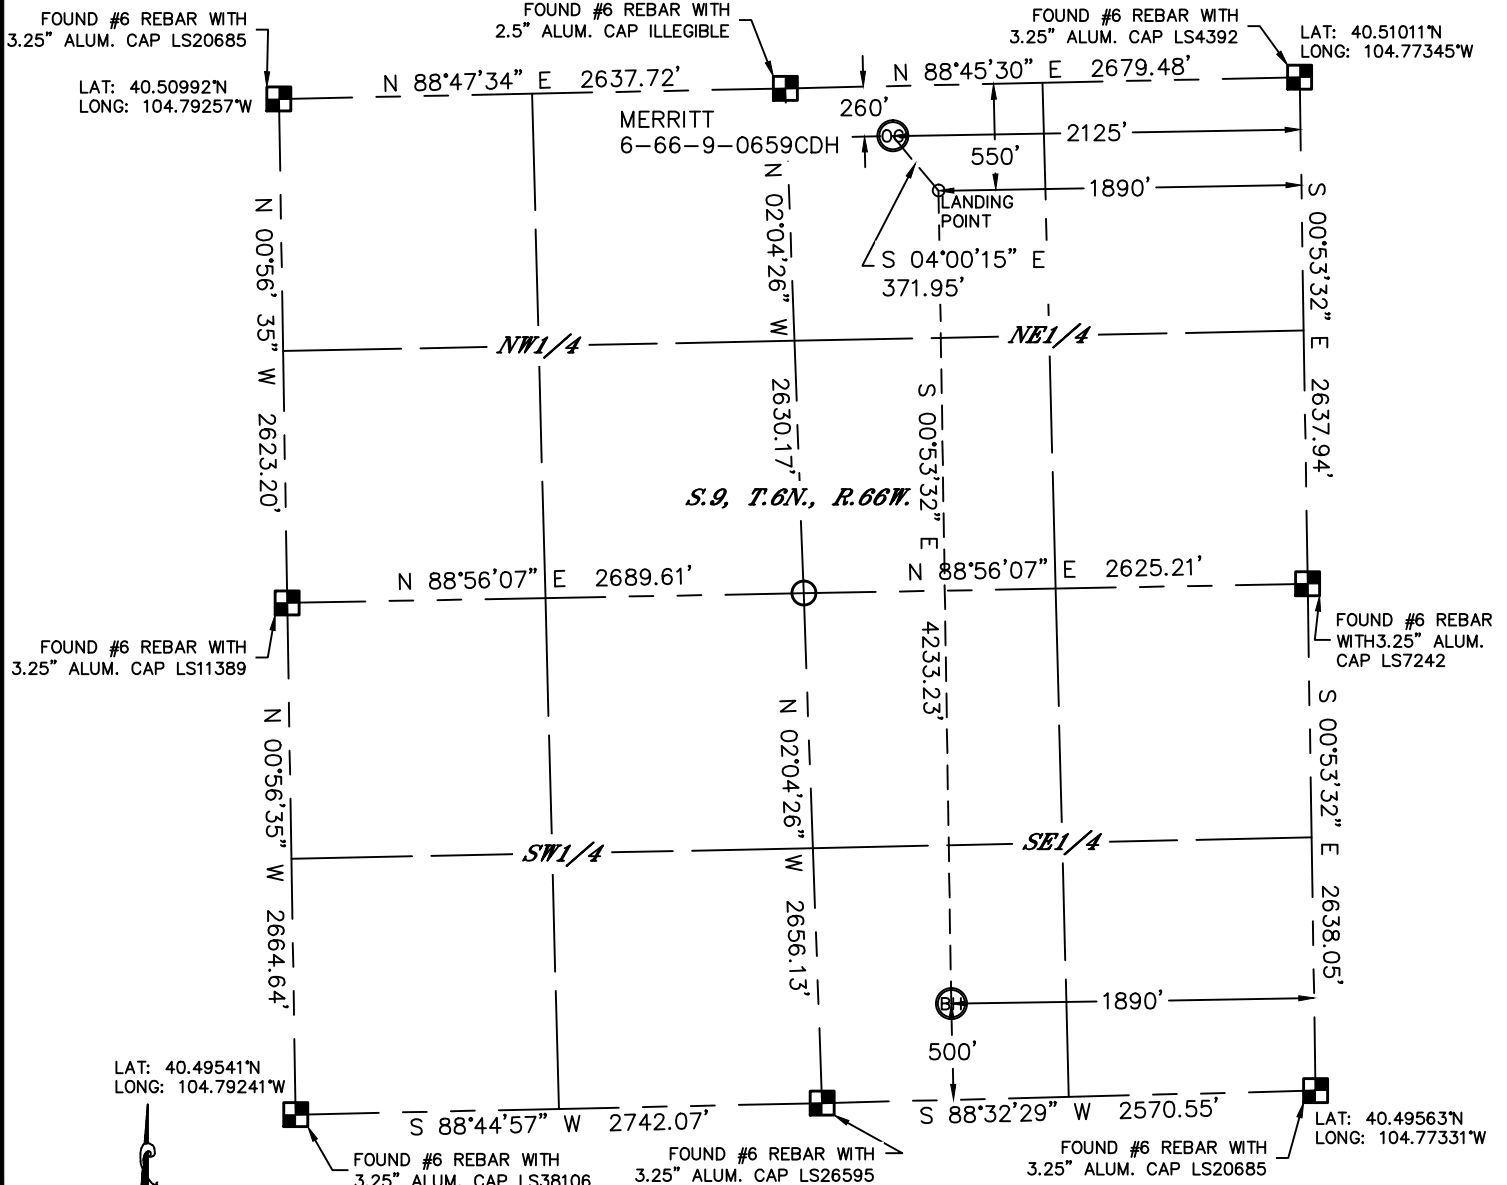 FOUND #6 REBAR WITH
3.25" ALUM. CAP LS20685
FOUND #6 REBAR WITH
2.5" ALUM. CAP ILLEGIBLE
FOUND #6 REBAR WITH
3.25" ALUM. CAP LS4392
LAT: 40.51011°N
LONG: 104.77345°W
LAT: 40.50992°N
LONG: 104.79257°W
N 88°47'34" E 2637.72'
N 88°45'30" E 2679.48'
260'
MERRITT
6-66-9-0659CDH
OG
2125'
550'
1890'
LANDING
POINT
S 04°00'15" E
371.95'
N 00°56' 35" W 2623.20'
N 02°04'26" W 2630.17'
S 00°53'32" E 2637.94'
NW1/4
NE1/4
S 00°53'32" E 4233.23'
S.9, T.6N., R.66W.
N 88°56'07" E 2689.61'
N 88°56'07" E 2625.21'
FOUND #6 REBAR WITH
3.25" ALUM. CAP LS11389
FOUND #6 REBAR
WITH3.25" ALUM.
CAP LS7242
N 00°56'35" W 2664.64'
N 02°04'26" W 2656.13'
S 00°53'32" E 2638.05'
SW1/4
SE1/4
BH
1890'
500'
LAT: 40.49541°N
LONG: 104.79241°W
S 88°44'57" W 2742.07'
S 88°32'29" W 2570.55'
LAT: 40.49563°N
LONG: 104.77331°W
FOUND #6 REBAR WITH
3.25" ALUM. CAP LS38106
FOUND #6 REBAR WITH
3.25" ALUM. CAP LS26595
FOUND #6 REBAR WITH
3.25" ALUM. CAP LS20685